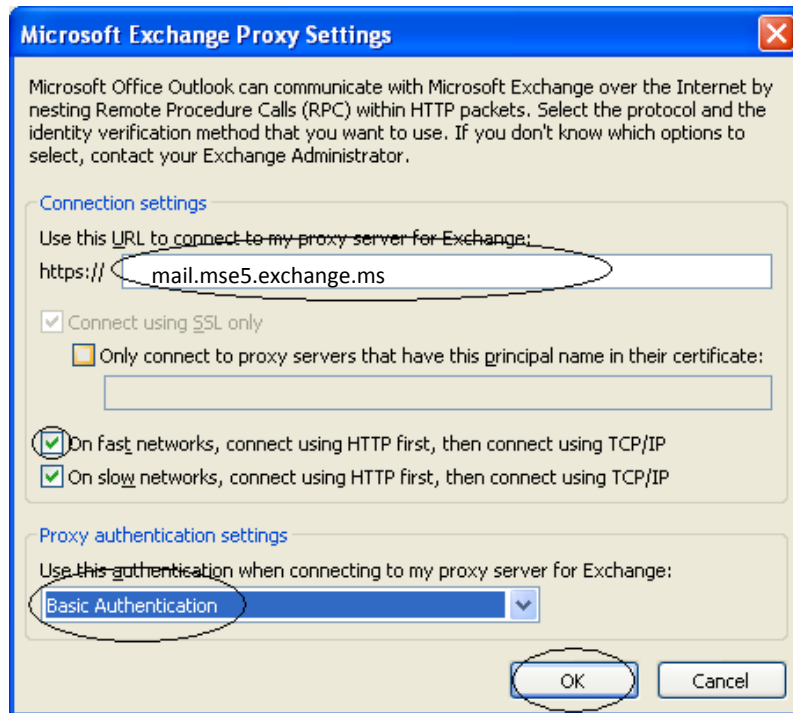 Microsoft Exchange Proxy Settings
Microsoft Office Outlook can communicate with Microsoft Exchange over the Internet by
nesting Remote Procedure Calls (RPC) within HTTP packets. Select the protocol and the
identity verification method that you want to use. If you don't know which options to
select, contact your Exchange Administrator.
Connection settings
Use this URL to connect to my proxy server for Exchange:
https:// mail.mse5.exchange.ms
Connect using SSL only
Only connect to proxy servers that have this principal name in their certificate:
On fast networks, connect using HTTP first, then connect using TCP/IP
On slow networks, connect using HTTP first, then connect using TCP/IP
Proxy authentication settings
Use this authentication when connecting to my proxy server for Exchange:
Basic Authentication
OK Cancel